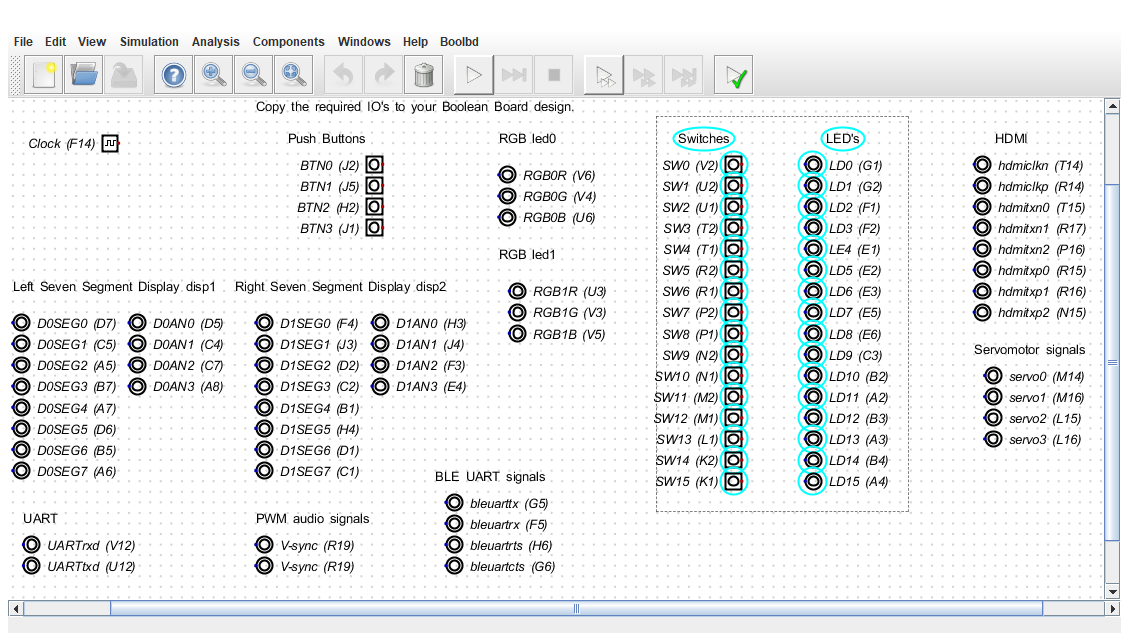 File Edit View Simulation Analysis Components Windows Help Boolbd
Copy the required IO's to your Boolean Board design.
Clock (F14)
Push Buttons
BTN0 (J2)
BTN1 (J5)
BTN2 (H2)
BTN3 (J1)
RGB led0
RGB0R (V6)
RGB0G (V4)
RGB0B (U6)
RGB led1
RGB1R (U3)
RGB1G (V3)
RGB1B (V5)
Switches
SW0 (V2)
SW1 (U2)
SW2 (U1)
SW3 (T2)
SW4 (T1)
SW5 (R2)
SW6 (R1)
SW7 (P2)
SW8 (P1)
SW9 (N2)
SW10 (N1)
SW11 (M2)
SW12 (M1)
SW13 (L1)
SW14 (K2)
SW15 (K1)
LED's
LD0 (G1)
LD1 (G2)
LD2 (F1)
LD3 (F2)
LE4 (E1)
LD5 (E2)
LD6 (E3)
LD7 (E5)
LD8 (E6)
LD9 (C3)
LD10 (B2)
LD11 (A2)
LD12 (B3)
LD13 (A3)
LD14 (B4)
LD15 (A4)
HDMI
hdmiclkn (T14)
hdmiclkp (R14)
hdmitxn0 (T15)
hdmitxn1 (R17)
hdmitxn2 (P16)
hdmitxp0 (R15)
hdmitxp1 (R16)
hdmitxp2 (N15)
Servomotor signals
servo0 (M14)
servo1 (M16)
servo2 (L15)
servo3 (L16)
Left Seven Segment Display disp1
D0SEG0 (D7)
D0SEG1 (C5)
D0SEG2 (A5)
D0SEG3 (B7)
D0SEG4 (A7)
D0SEG5 (D6)
D0SEG6 (B5)
D0SEG7 (A6)
D0AN0 (D5)
D0AN1 (C4)
D0AN2 (C7)
D0AN3 (A8)
Right Seven Segment Display disp2
D1SEG0 (F4)
D1SEG1 (J3)
D1SEG2 (D2)
D1SEG3 (C2)
D1SEG4 (B1)
D1SEG5 (H4)
D1SEG6 (D1)
D1SEG7 (C1)
D1AN0 (H3)
D1AN1 (J4)
D1AN2 (F3)
D1AN3 (E4)
BLE UART signals
bleuarttx (G5)
bleuartrx (F5)
bleuartrts (H6)
bleuartcts (G6)
UART
UARTrxd (V12)
UARTtxd (U12)
PWM audio signals
V-sync (R19)
V-sync (R19)